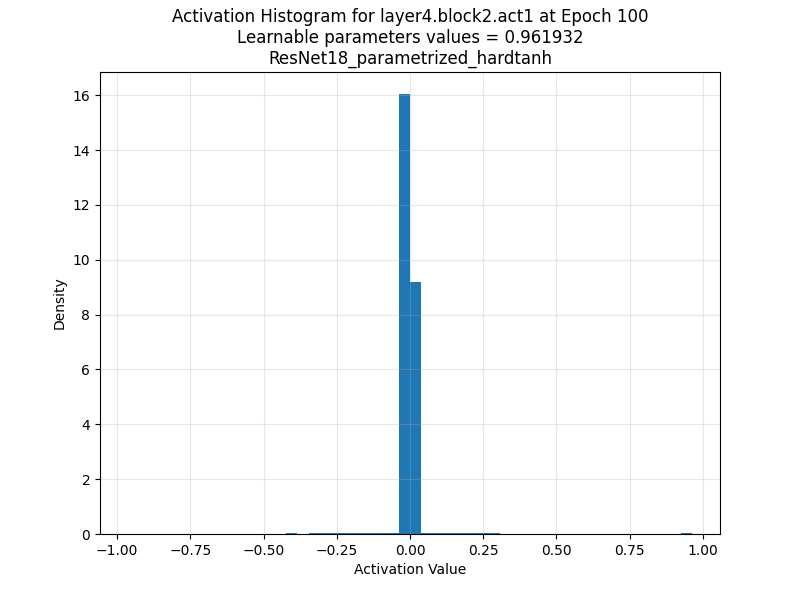 Activation Histogram for layer4.block2.act1 at Epoch 100
Learnable parameters values = 0.961932
ResNet18_parametrized_hardtanh
Density
16
14
12
10
8
6
4
2
0
−1.00 −0.75 −0.50 −0.25 0.00 0.25 0.50 0.75 1.00
Activation Value